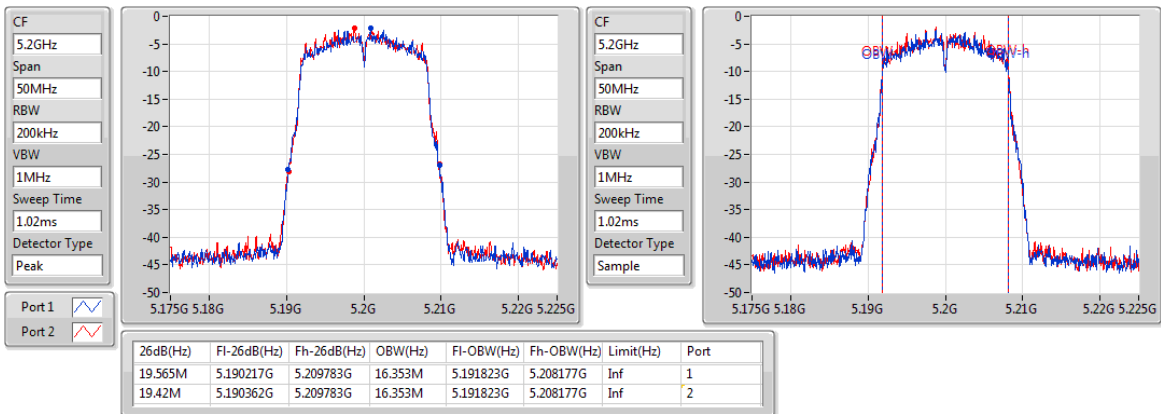 CF
5.2GHz
Span
50MHz
RBW
200kHz
VBW
1MHz
Sweep Time
1.02ms
Detector Type
Peak
Port 1
Port 2
0-
-5-
-10-
-15-
-20-
-25-
-30-
-35-
-40-
-45-
-50-
5.175G 5.18G 5.19G 5.2G 5.21G 5.225G
CF
5.2GHz
Span
50MHz
RBW
200kHz
VBW
1MHz
Sweep Time
1.02ms
Detector Type
Sample
0-
-5-
-10-
-15-
-20-
-25-
-30-
-35-
-40-
-45-
-50-
OBW-h
5.175G 5.18G 5.19G 5.2G 5.21G 5.225G
26dB(Hz) Fl-26dB(Hz) Fh-26dB(Hz) OBW(Hz) Fl-OBW(Hz) Fh-OBW(Hz) Limit(Hz) Port
19.565M 5.190217G 5.209783G 16.353M 5.191823G 5.208177G Inf 1
19.42M 5.190362G 5.209783G 16.353M 5.191823G 5.208177G Inf 2